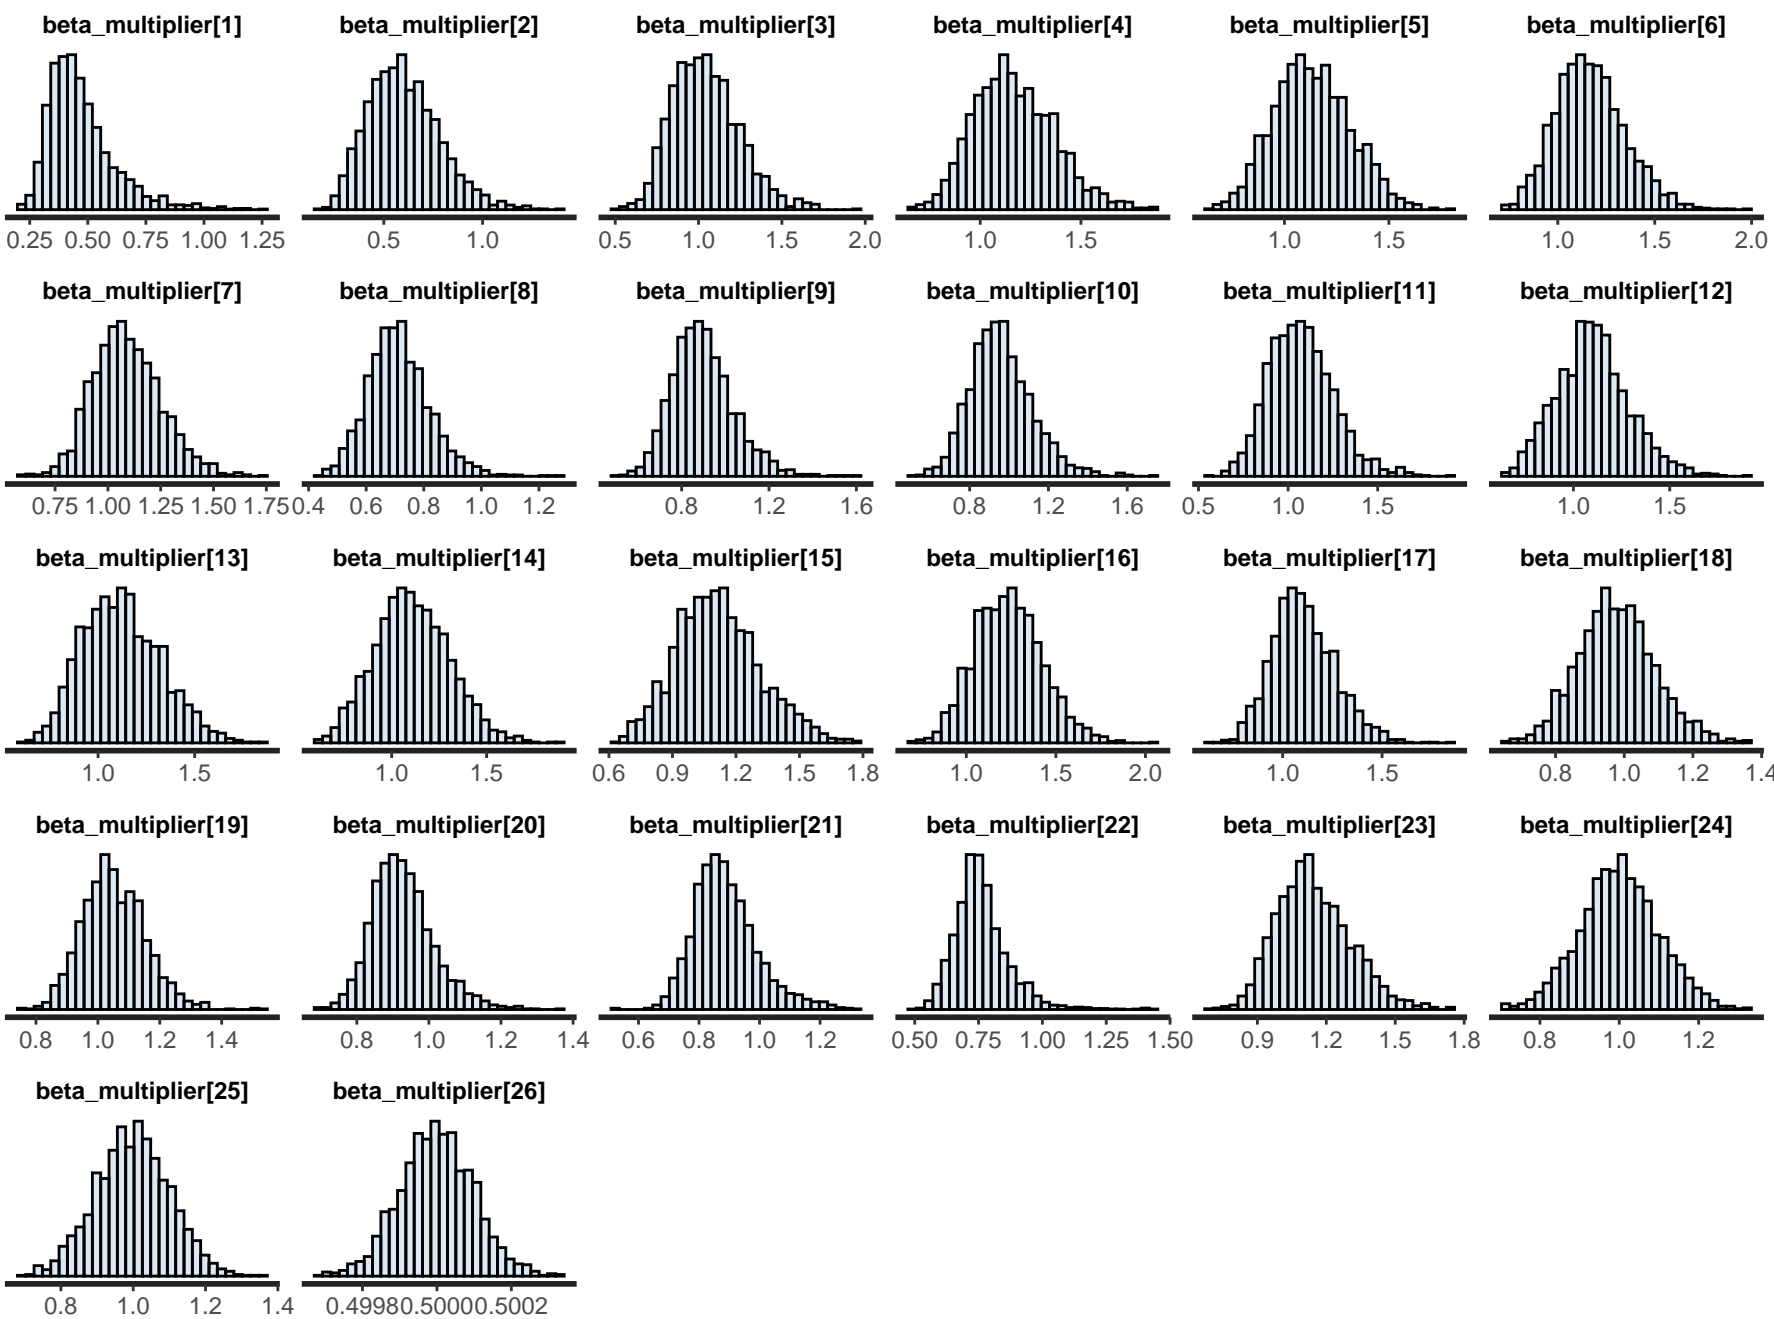 beta_multiplier[1] beta_multiplier[2] beta_multiplier[3] beta_multiplier[4] beta_multiplier[5] beta_multiplier[6]
0.25 0.50 0.75 1.00 1.25 0.5 1.0 0.5 1.0 1.5 2.0 1.0 1.5 1.0 1.5 1.0 1.5 2.0
beta_multiplier[7] beta_multiplier[8] beta_multiplier[9] beta_multiplier[10] beta_multiplier[11] beta_multiplier[12]
0.75 1.00 1.25 1.50 1.75 0.4 0.6 0.8 1.0 1.2 0.8 1.2 1.6 0.8 1.2 1.6 0.5 1.0 1.5 1.0 1.5
beta_multiplier[13] beta_multiplier[14] beta_multiplier[15] beta_multiplier[16] beta_multiplier[17] beta_multiplier[18]
1.0 1.5 1.0 1.5 0.6 0.9 1.2 1.5 1.8 1.0 1.5 2.0 1.0 1.5 0.8 1.0 1.2 1.4
beta_multiplier[19] beta_multiplier[20] beta_multiplier[21] beta_multiplier[22] beta_multiplier[23] beta_multiplier[24]
0.8 1.0 1.2 1.4 0.8 1.0 1.2 1.4 0.6 0.8 1.0 1.2 0.50 0.75 1.00 1.25 1.50 0.9 1.2 1.5 1.8 0.8 1.0 1.2
beta_multiplier[25] beta_multiplier[26]
0.8 1.0 1.2 1.4 0.4998 0.5000 0.5002